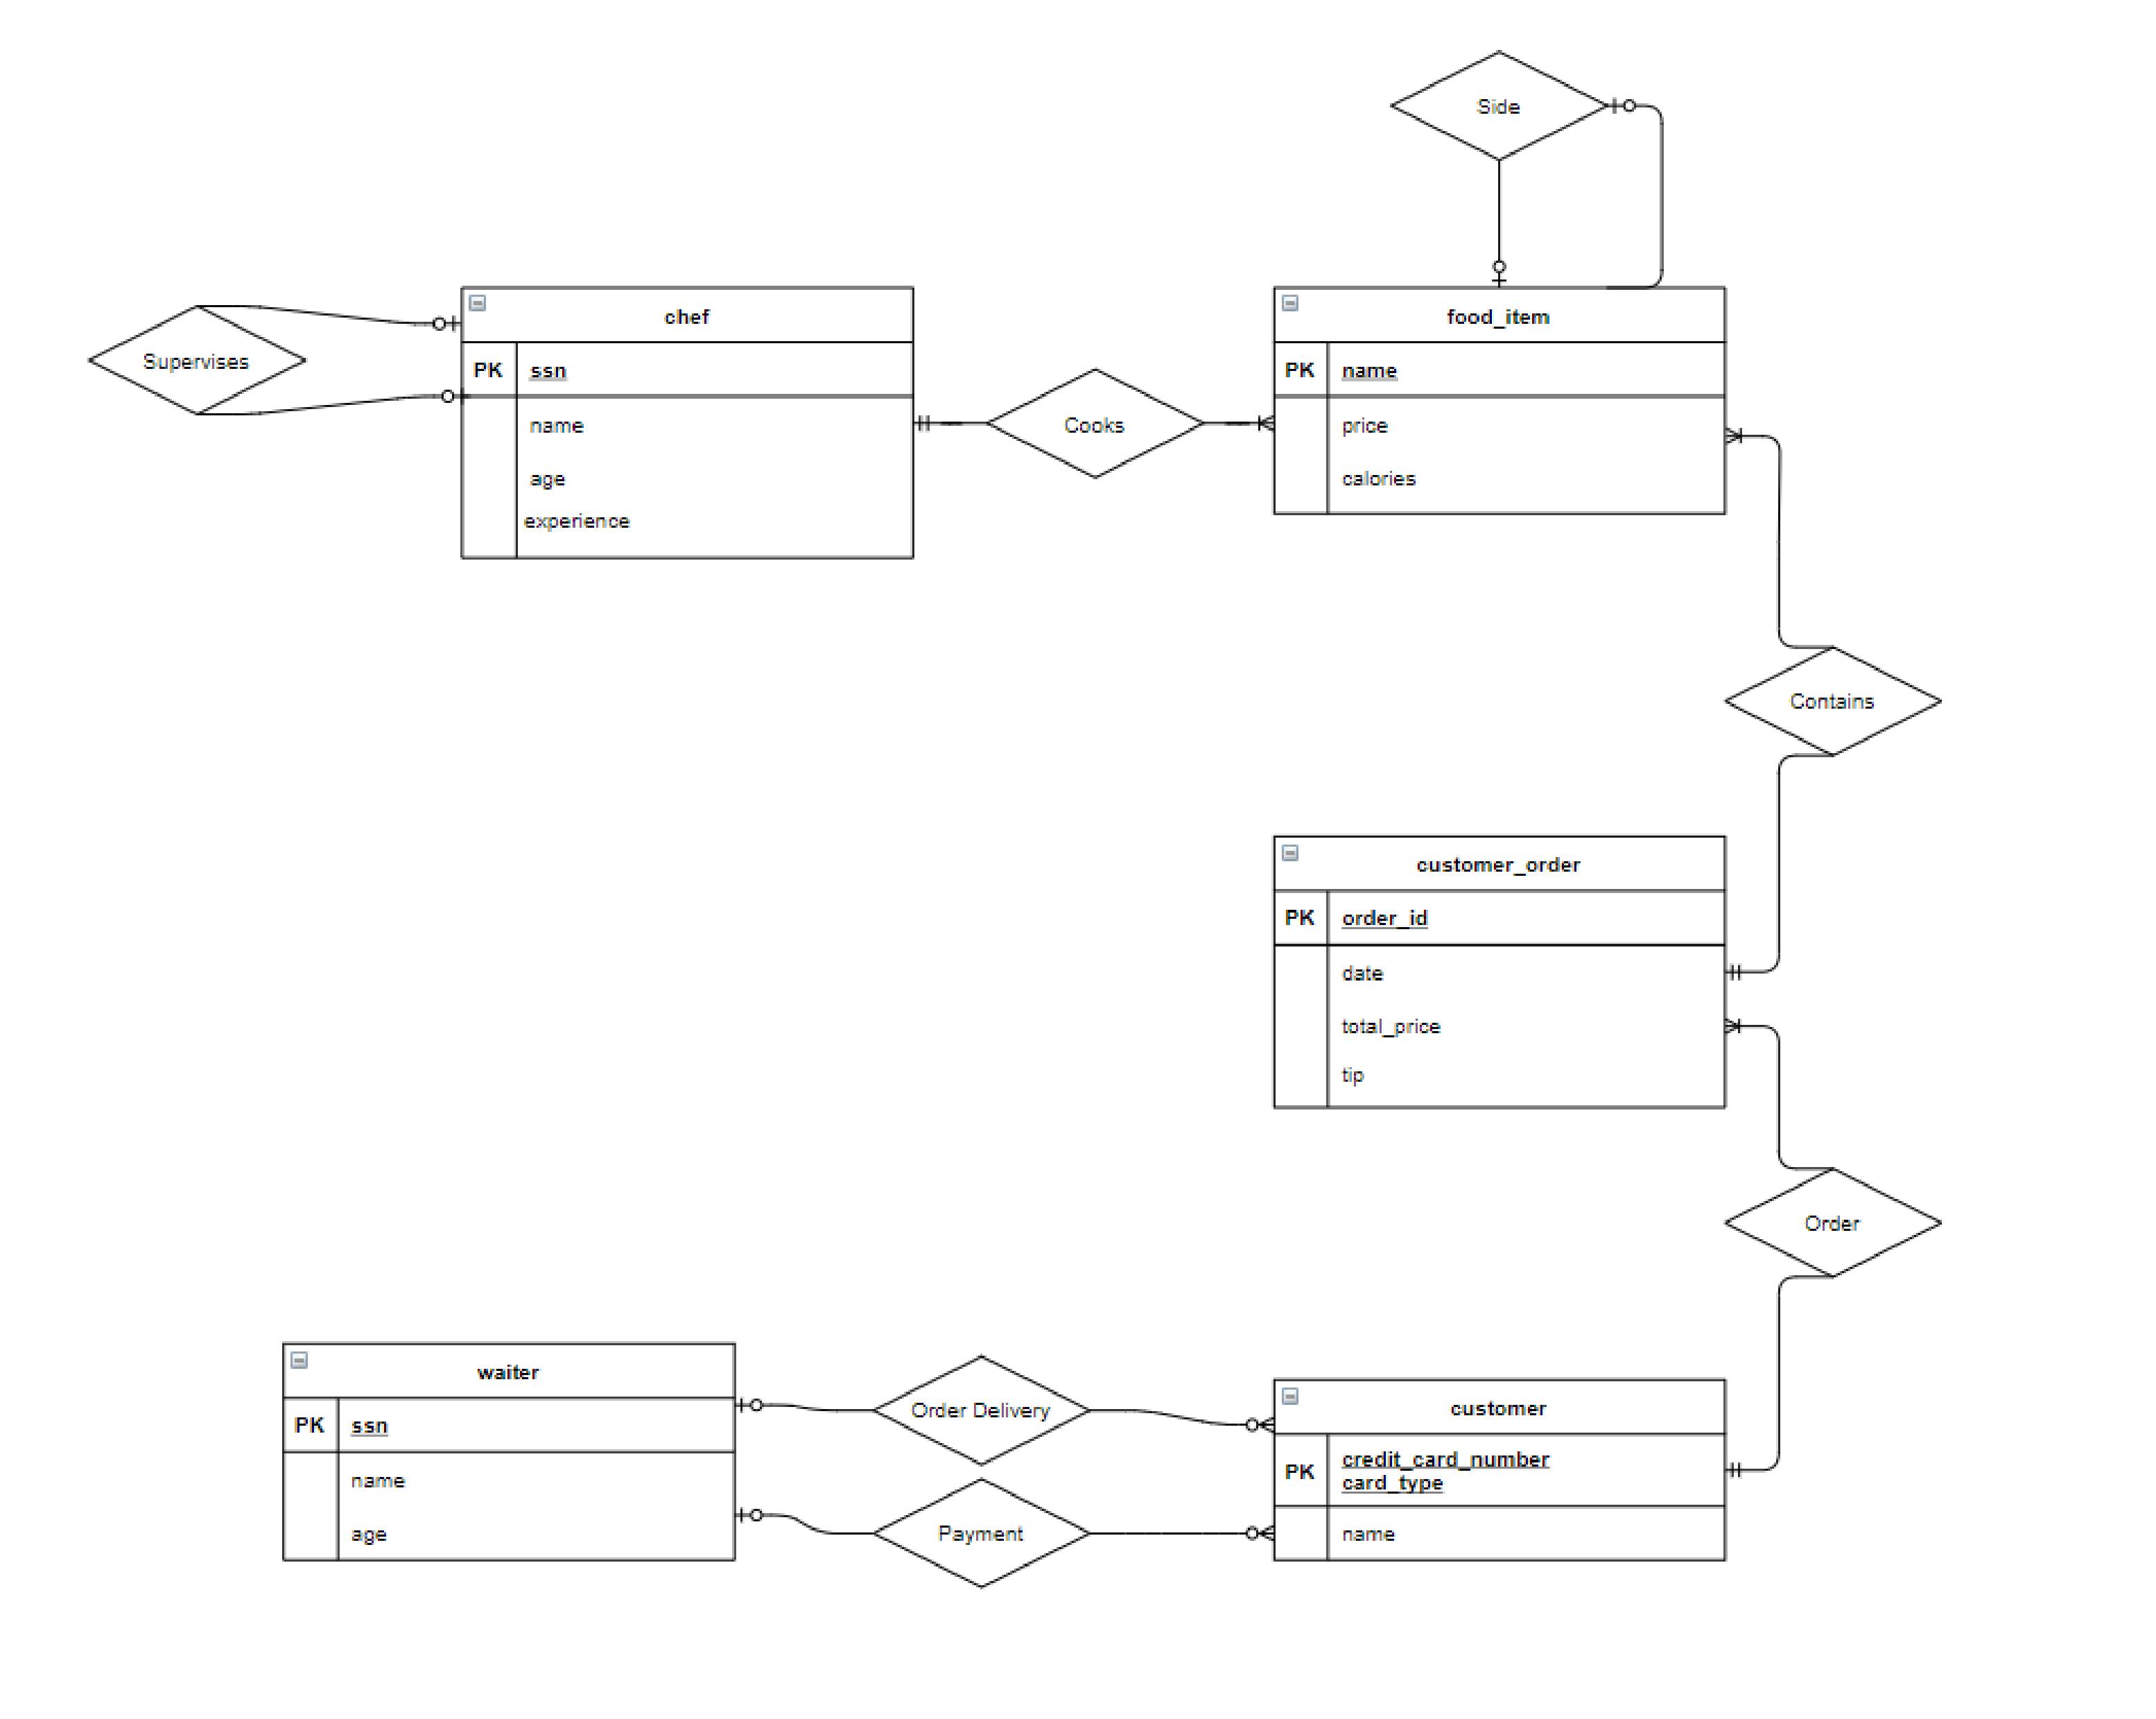 Side
chef
PK ssn
name
age
experience
Supervises
Cooks
food_item
PK name
price
calories
Contains
customer_order
PK order_id
date
total_price
tip
Order
waiter
PK ssn
name
age
Order Delivery
Payment
customer
PK credit_card_number
card_type
name